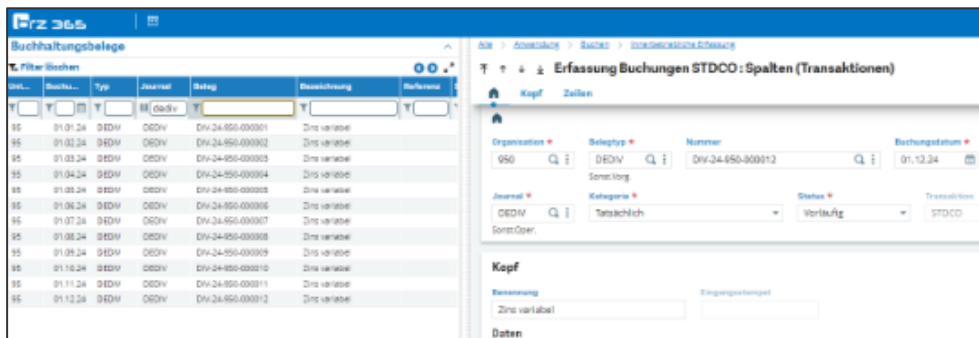 rz 365
Buchhaltungsbelege
Filter löschen
Unt... Buchu... Typ Journal Beleg Bezeichnung Referenz
dediv
95 01.01.24 DEDIV DEDIV DIV-24-950-000001 Zins variabel
95 01.02.24 DEDIV DEDIV DIV-24-950-000002 Zins variabel
95 01.03.24 DEDIV DEDIV DIV-24-950-000003 Zins variabel
95 01.04.24 DEDIV DEDIV DIV-24-950-000004 Zins variabel
95 01.05.24 DEDIV DEDIV DIV-24-950-000005 Zins variabel
95 01.06.24 DEDIV DEDIV DIV-24-950-000006 Zins variabel
95 01.07.24 DEDIV DEDIV DIV-24-950-000007 Zins variabel
95 01.08.24 DEDIV DEDIV DIV-24-950-000008 Zins variabel
95 01.09.24 DEDIV DEDIV DIV-24-950-000009 Zins variabel
95 01.10.24 DEDIV DEDIV DIV-24-950-000010 Zins variabel
95 01.11.24 DEDIV DEDIV DIV-24-950-000011 Zins variabel
95 01.12.24 DEDIV DEDIV DIV-24-950-000012 Zins variabel
Alle > Anwendung > Buchen > Innerbetriebliche Erfassung
Erfassung Buchungen STDCO : Spalten (Transaktionen)
Kopf Zeilen
Organisation * Belegtyp * Nummer Buchungsdatum *
950 DEDIV DIV-24-950-000012 01.12.24
Sonst.Vorg.
Journal * Kategorie * Status * Transaktion
DEDIV Tatsächlich Vorläufig STDCO
Sonst.Oper.
Kopf
Benennung Eingangsstempel
Zins variabel
Daten